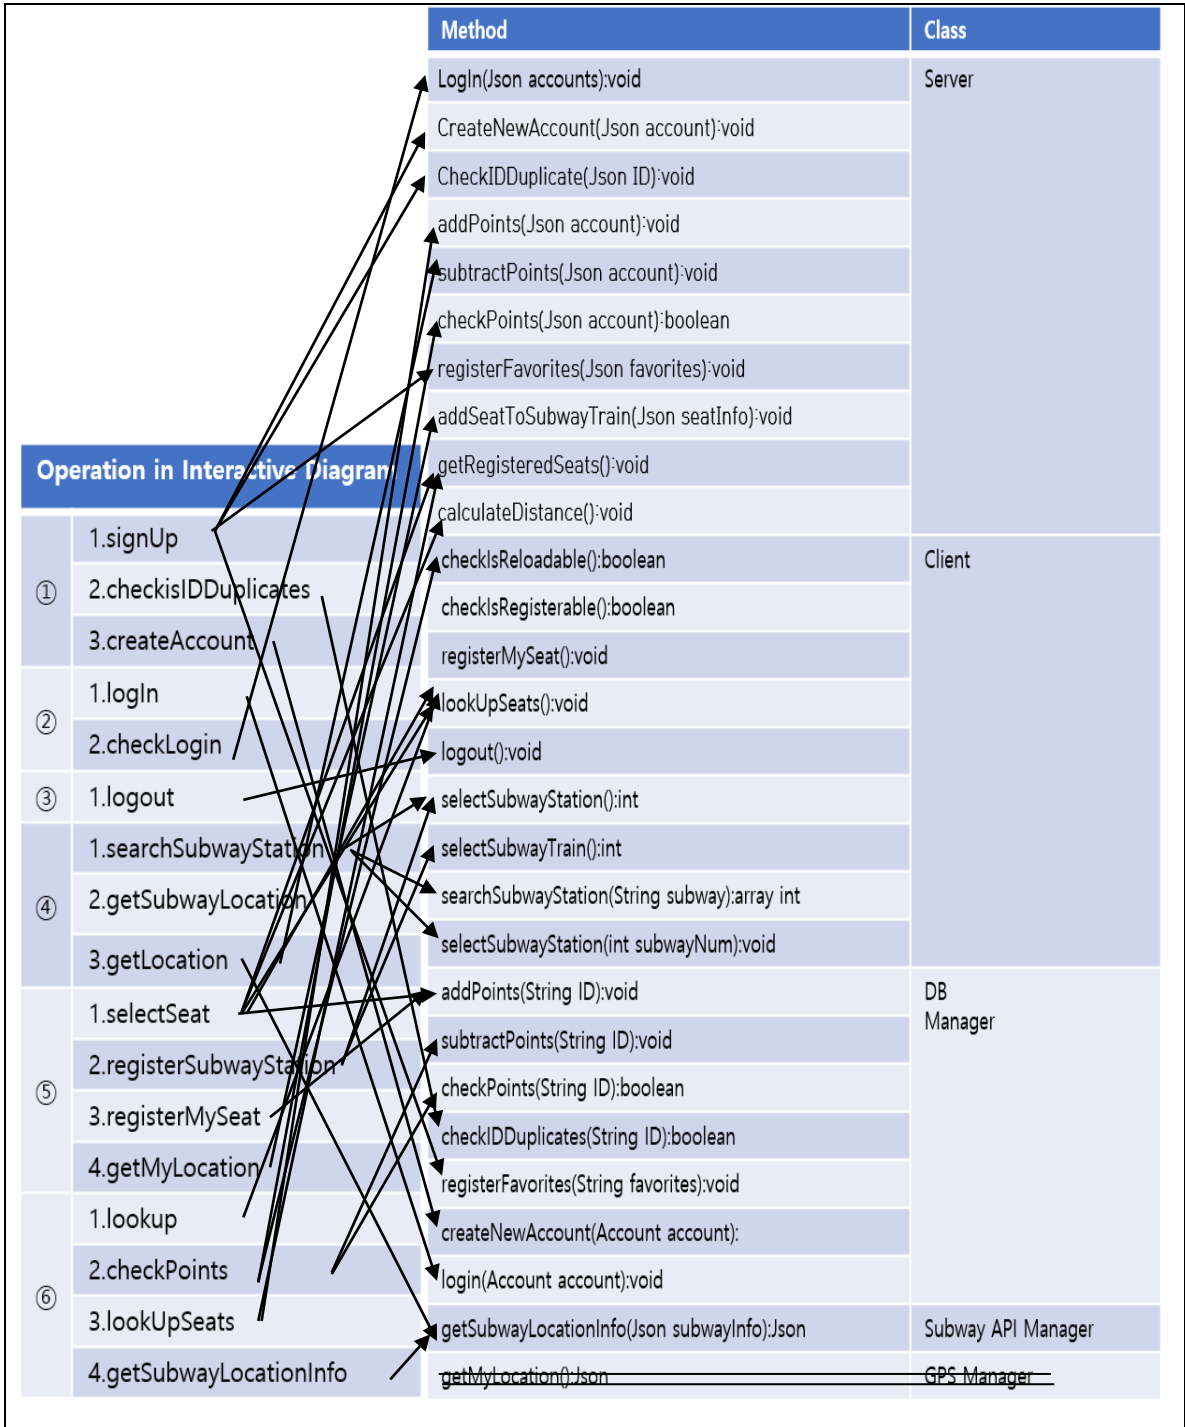 Method Class
LogIn(Json accounts):void Server
CreateNewAccount(Json account):void
CheckIDDuplicate(Json ID):void
addPoints(Json account):void
subtractPoints(Json account):void
checkPoints(Json account):boolean
registerFavorites(Json favorites):void
addSeatToSubwayTrain(Json seatInfo):void
getRegisteredSeats():void
calculateDistance():void
checkIsReloadable():boolean Client
checkIsRegisterable():boolean
registerMySeat():void
lookUpSeats():void
logout():void
selectSubwayStation():int
selectSubwayTrain():int
searchSubwayStation(String subway):array int
selectSubwayStation(int subwayNum):void
addPoints(String ID):void DB
Manager
subtractPoints(String ID):void
checkPoints(String ID):boolean
checkIDDuplicates(String ID):boolean
registerFavorites(String favorites):void
createNewAccount(Account account):
login(Account account):void
getSubwayLocationInfo(Json subwayInfo):Json Subway API Manager
getMyLocation():Json GPS Manager
Operation in Interactive Diagram
①
1.signUp
2.checkisIDDuplicates
3.createAccount
②
1.logIn
2.checkLogin
③
1.logout
④
1.searchSubwayStation
2.getSubwayLocation
3.getLocation
⑤
1.selectSeat
2.registerSubwayStation
3.registerMySeat
4.getMyLocation
⑥
1.lookup
2.checkPoints
3.lookUpSeats
4.getSubwayLocationInfo